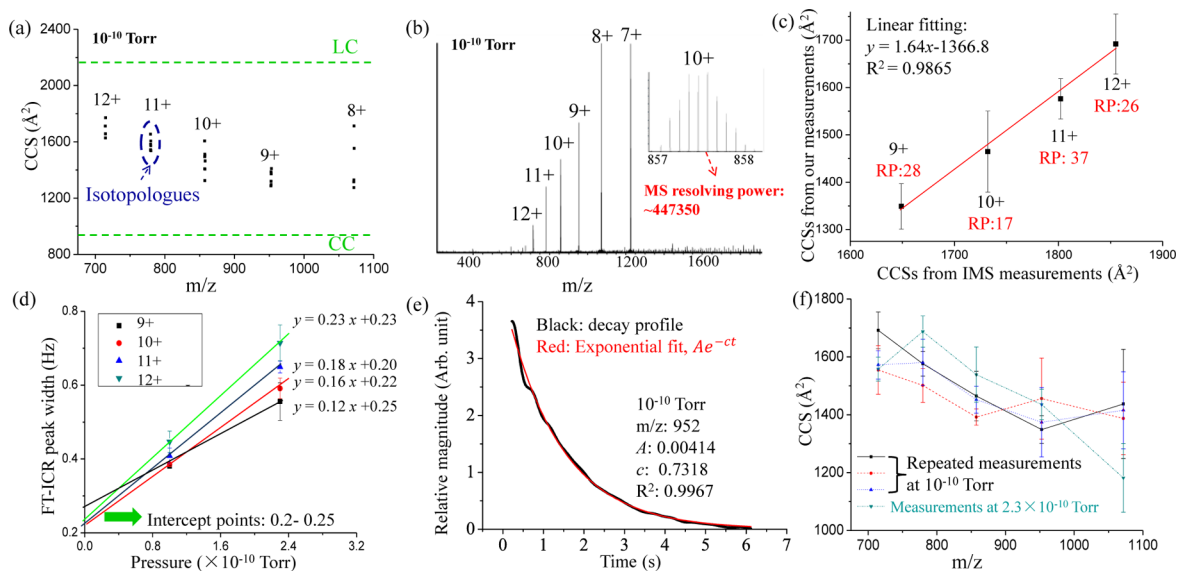 (a)
10⁻¹⁰ Torr
LC
12+
11+
10+
9+
8+
Isotopologues
CC
CCS (Å²)
2400
2000
1600
1200
800
700 800 900 1000 1100
m/z
(b)
10⁻¹⁰ Torr
8+ 7+
10+
9+
10+
11+
12+
857 858
MS resolving power:
~447350
400 800 1200 1600
m/z
(c)
Linear fitting:
y = 1.64x-1366.8
R² = 0.9865
12+
RP:26
11+
RP: 37
10+
RP:17
9+
RP:28
CCSs from our measurements (Å²)
1700
1600
1500
1400
1300
1600 1700 1800 1900
CCSs from IMS measurements (Å²)
(d)
9+
10+
11+
12+
y = 0.23 x +0.23
y = 0.18 x +0.20
y = 0.16 x +0.22
y = 0.12 x +0.25
Intercept points: 0.2- 0.25
FT-ICR peak width (Hz)
0.8
0.6
0.4
0.2
0.0 0.8 1.6 2.4 3.2
Pressure (×10⁻¹⁰ Torr)
(e)
Black: decay profile
Red: Exponential fit, Ae⁻ᶜᵗ
10⁻¹⁰ Torr
m/z: 952
A: 0.00414
c: 0.7318
R²: 0.9967
Relative magnitude (Arb. unit)
4
3
2
1
0
0 1 2 3 4 5 6 7
Time (s)
(f)
Repeated measurements
at 10⁻¹⁰ Torr
Measurements at 2.3×10⁻¹⁰ Torr
CCS (Å²)
1800
1600
1400
1200
1000
700 800 900 1000 1100
m/z